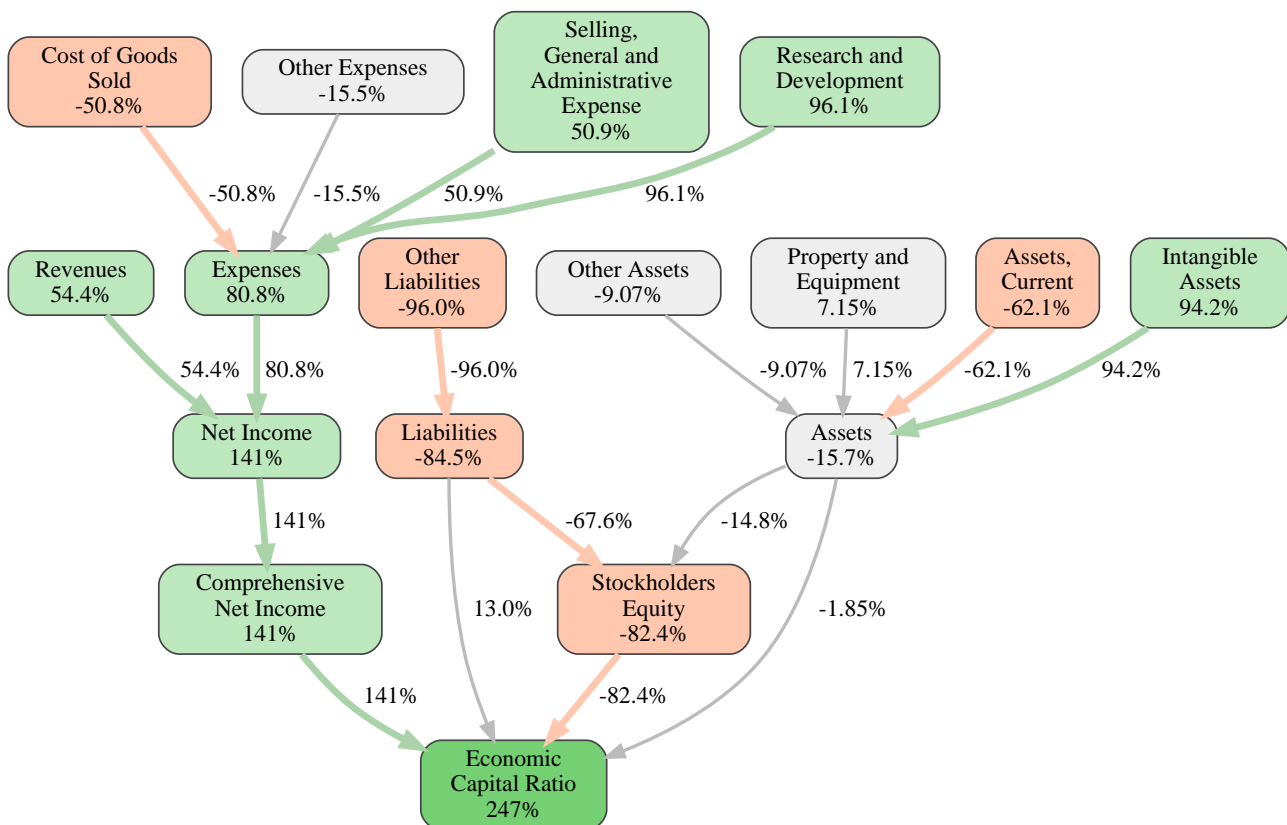 Cost of Goods
Sold
-50.8%
Other Expenses
-15.5%
Selling,
General and
Administrative
Expense
50.9%
Research and
Development
96.1%
-50.8%
-15.5%
50.9%
96.1%
Revenues
54.4%
Expenses
80.8%
Other
Liabilities
-96.0%
Other Assets
-9.07%
Property and
Equipment
7.15%
Assets,
Current
-62.1%
Intangible
Assets
94.2%
54.4%
80.8%
-96.0%
-9.07%
7.15%
-62.1%
94.2%
Net Income
141%
Liabilities
-84.5%
Assets
-15.7%
141%
-67.6%
-14.8%
Comprehensive
Net Income
141%
13.0%
Stockholders
Equity
-82.4%
-1.85%
141%
-82.4%
Economic
Capital Ratio
247%